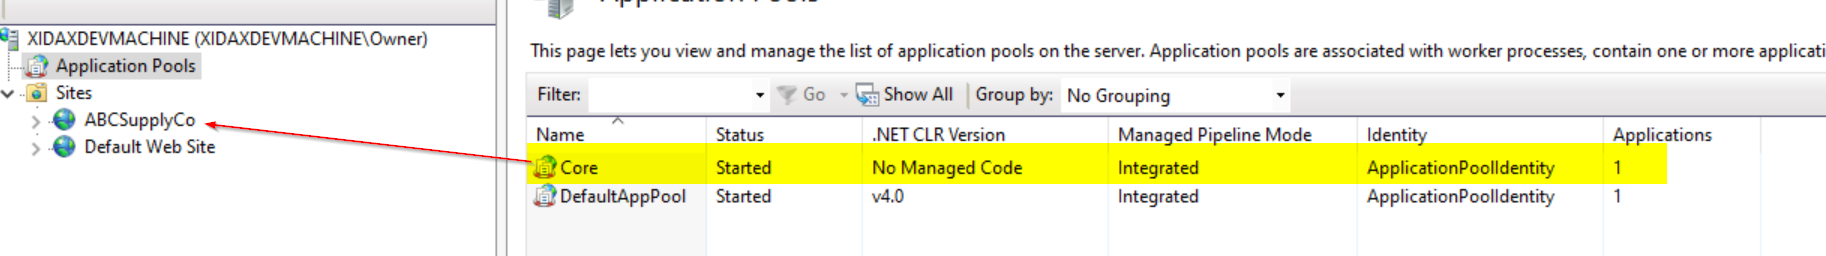 Application Pools
XIDAXDEVMACHINE (XIDAXDEVMACHINE\Owner)
Application Pools
Sites
ABCSupplyCo
Default Web Site
This page lets you view and manage the list of application pools on the server. Application pools are associated with worker processes, contain one or more applicati
Filter: Go Show All Group by: No Grouping
Name Status .NET CLR Version Managed Pipeline Mode Identity Applications
Core Started No Managed Code Integrated ApplicationPoolIdentity 1
DefaultAppPool Started v4.0 Integrated ApplicationPoolIdentity 1